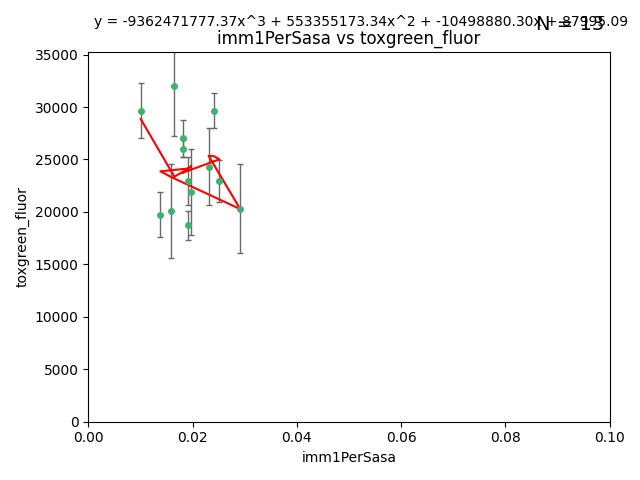 y = -9362471777.37x^3 + 553355173.34x^2 + -10498880.30x + 87995.09
N = 13
imm1PerSasa vs toxgreen_fluor
35000
30000
25000
20000
15000
10000
5000
0
toxgreen_fluor
0.00 0.02 0.04 0.06 0.08 0.10
imm1PerSasa